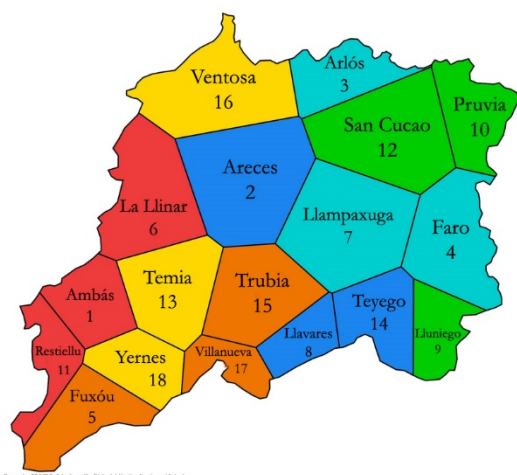 Ventosa
16
Arlós
3
Pruvia
10
San Cucao
12
Areces
2
La Llinar
6
Llampaxuga
7
Faro
4
Temia
13
Trubia
15
Ambás
1
Teyego
14
Llavares
8
Lluniego
9
Restiellu
11
Yernes
18
Villanueva
17
Fuxóu
5